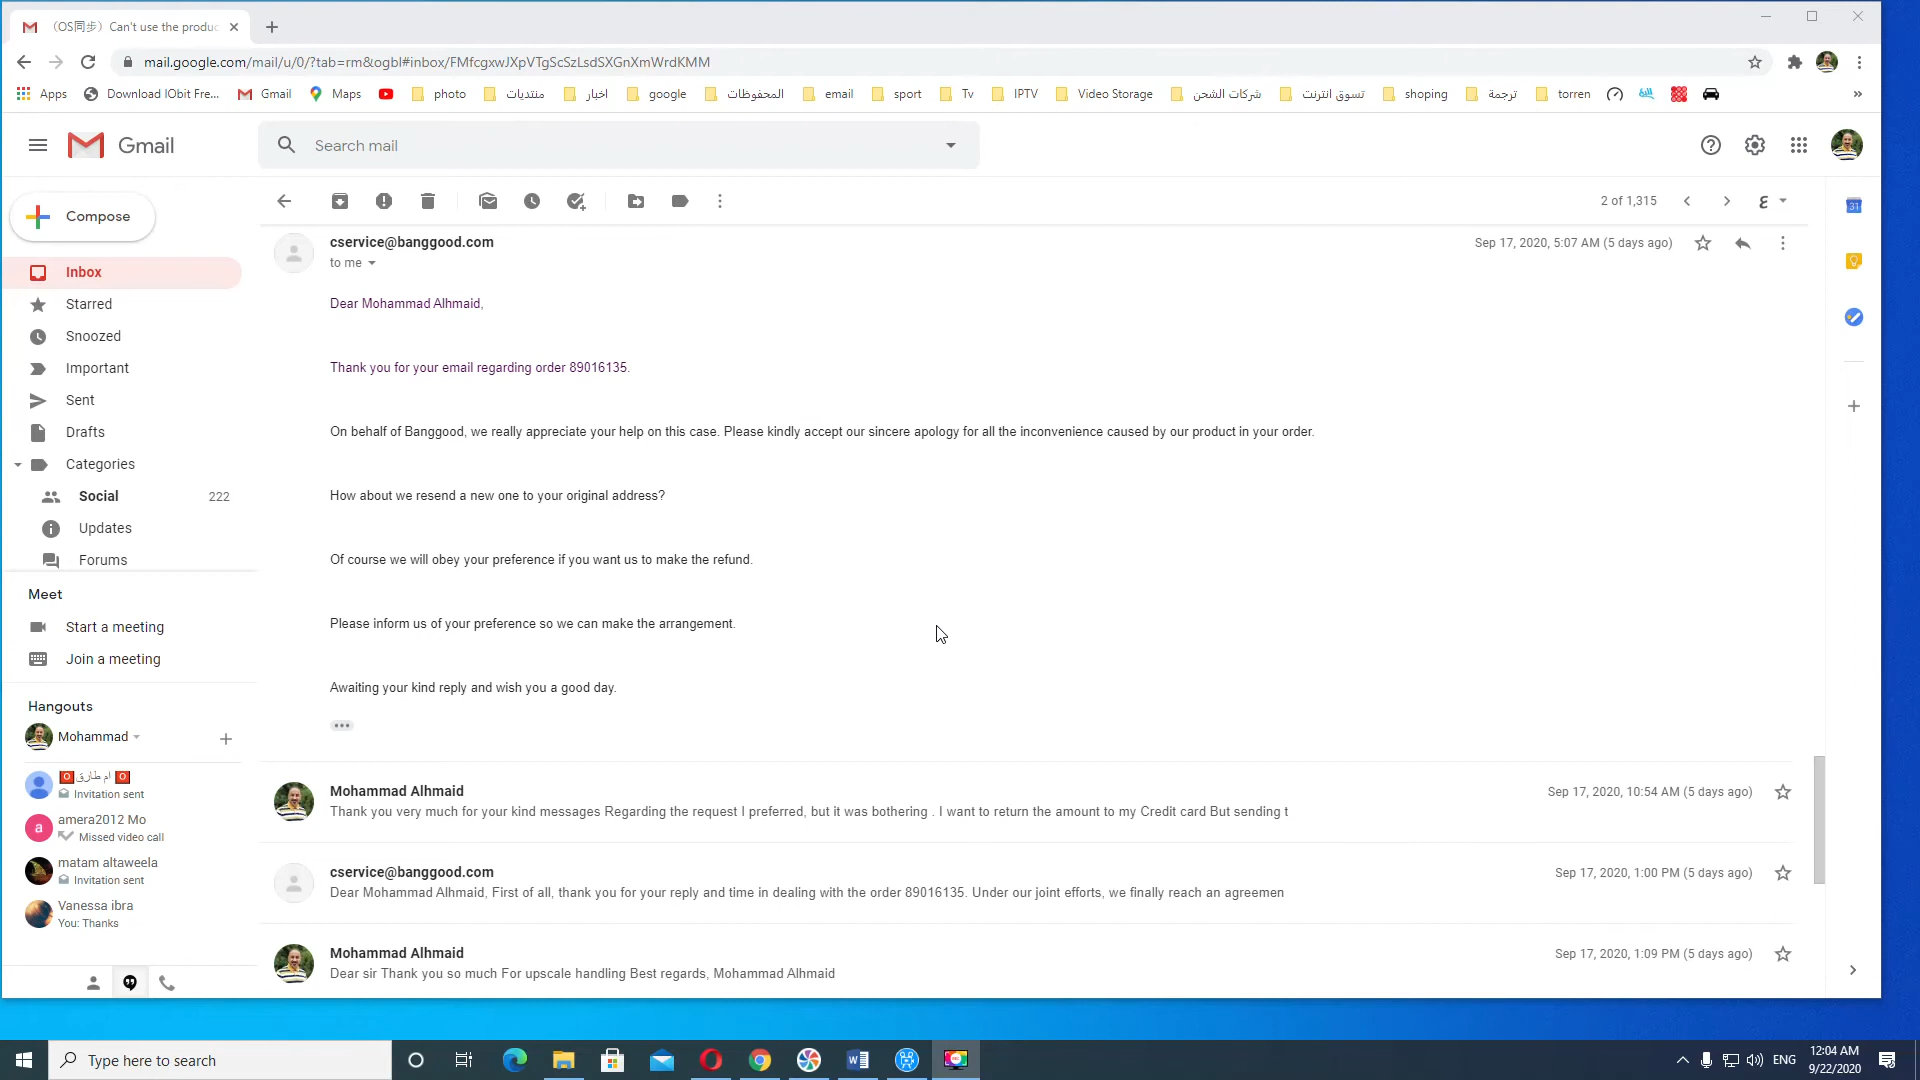 （OS同步）Can't use the produc
mail.google.com/mail/u/0/?tab=rm&ogbl#inbox/FMfcgxwJXpVTgScSzLsdSXGnXmWrdKMM
Apps Download IObit Fre... Gmail Maps photo منتديات اخبار google المحفوظات email sport Tv IPTV Video Storage شركات الشحن تسوق انترنت shoping ترجمة torren »
Gmail
Search mail
Compose
2 of 1,315
Inbox
Starred
Snoozed
Important
Sent
Drafts
Categories
Social 222
Updates
Forums
Meet
Start a meeting
Join a meeting
Hangouts
Mohammad
ام طارق
Invitation sent
amera2012 Mo
Missed video call
matam altaweela
Invitation sent
Vanessa ibra
You: Thanks
cservice@banggood.com Sep 17, 2020, 5:07 AM (5 days ago)
to me
Dear Mohammad Alhmaid,
Thank you for your email regarding order 89016135.
On behalf of Banggood, we really appreciate your help on this case. Please kindly accept our sincere apology for all the inconvenience caused by our product in your order.
How about we resend a new one to your original address?
Of course we will obey your preference if you want us to make the refund.
Please inform us of your preference so we can make the arrangement.
Awaiting your kind reply and wish you a good day.
Mohammad Alhmaid Sep 17, 2020, 10:54 AM (5 days ago)
Thank you very much for your kind messages Regarding the request I preferred, but it was bothering . I want to return the amount to my Credit card But sending t
cservice@banggood.com Sep 17, 2020, 1:00 PM (5 days ago)
Dear Mohammad Alhmaid, First of all, thank you for your reply and time in dealing with the order 89016135. Under our joint efforts, we finally reach an agreemen
Mohammad Alhmaid Sep 17, 2020, 1:09 PM (5 days ago)
Dear sir Thank you so much For upscale handling Best regards, Mohammad Alhmaid
31
a
Type here to search
ENG
12:04 AM
9/22/2020